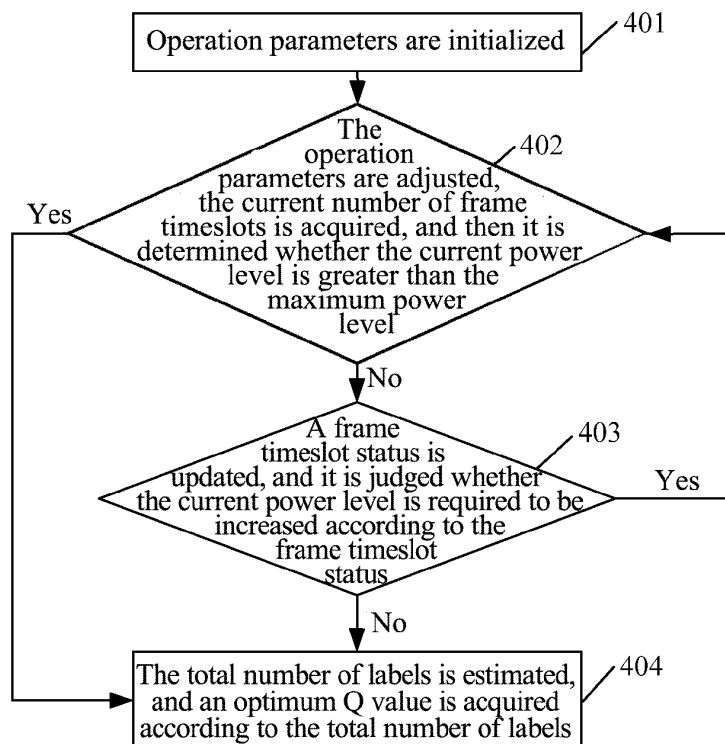 Operation parameters are initialized
401
The
operation
parameters are adjusted,
the current number of frame
timeslots is acquired, and then it is
determined whether the current power
level is greater than the
maximum power
level
402
Yes
No
A frame
timeslot status is
updated, and it is judged whether
the current power level is required to be
increased according to the
frame timeslot
status
403
Yes
No
The total number of labels is estimated,
and an optimum Q value is acquired
according to the total number of labels
404